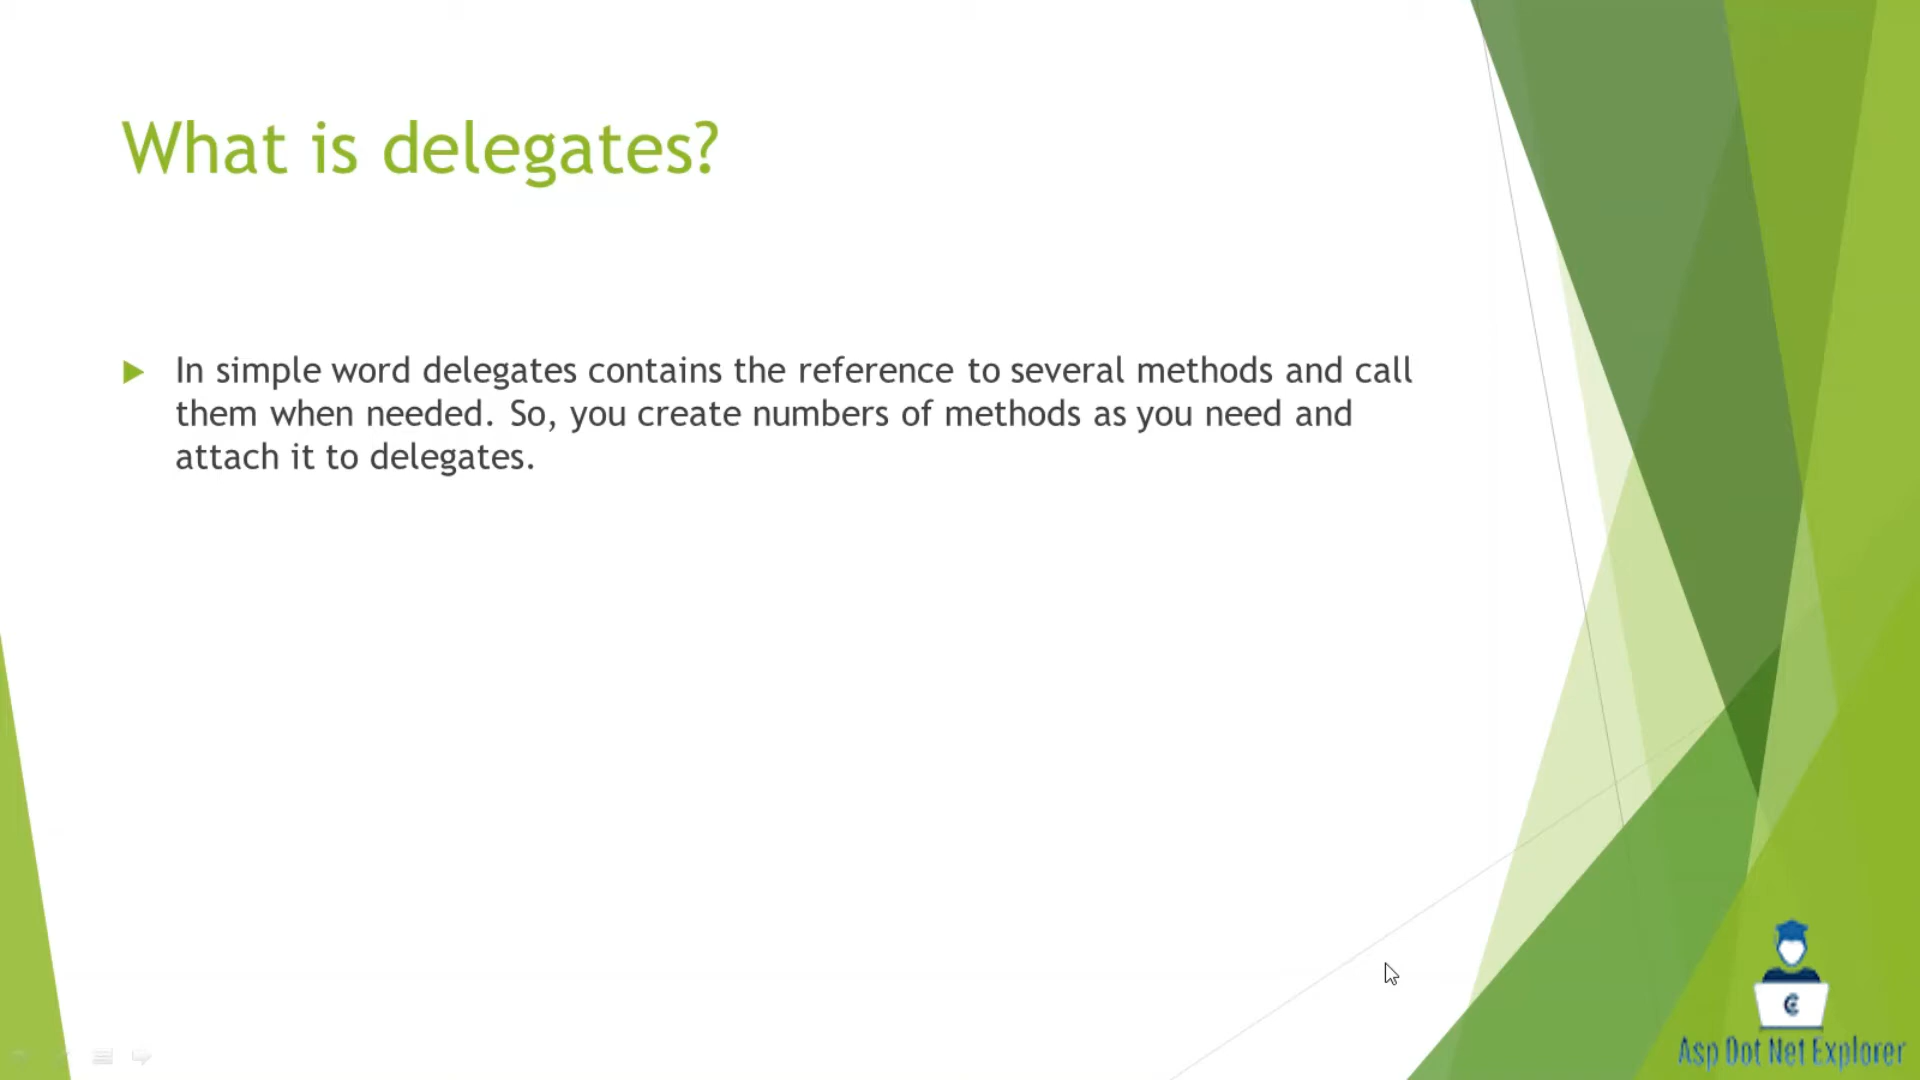 What is delegates?
In simple word delegates contains the reference to several methods and call
them when needed. So, you create numbers of methods as you need and
attach it to delegates.
Asp Dot Net Explorer